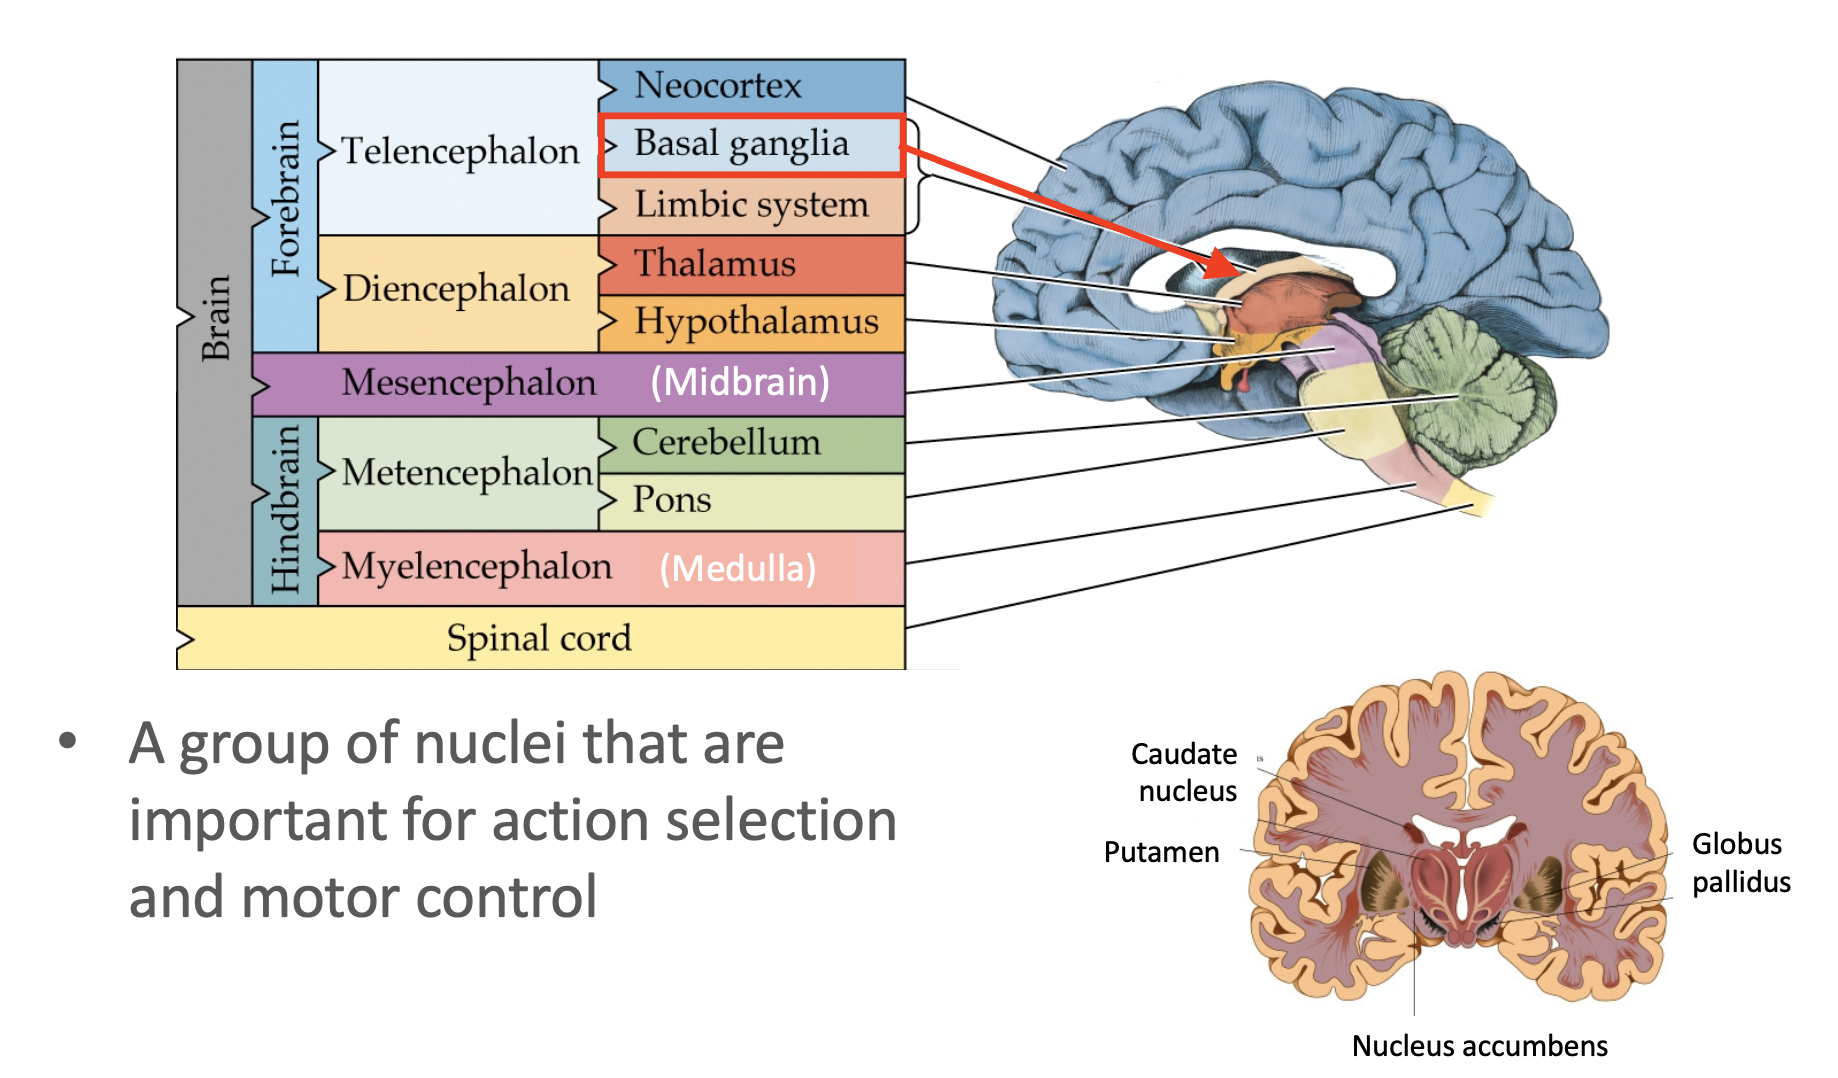 Brain
Forebrain
Telencephalon
Neocortex
Basal ganglia
Limbic system
Diencephalon
Thalamus
Hypothalamus
Mesencephalon (Midbrain)
Hindbrain
Metencephalon
Cerebellum
Pons
Myelencephalon (Medulla)
Spinal cord
• A group of nuclei that are
important for action selection
and motor control
Caudate
nucleus
Putamen
Globus
pallidus
Nucleus accumbens